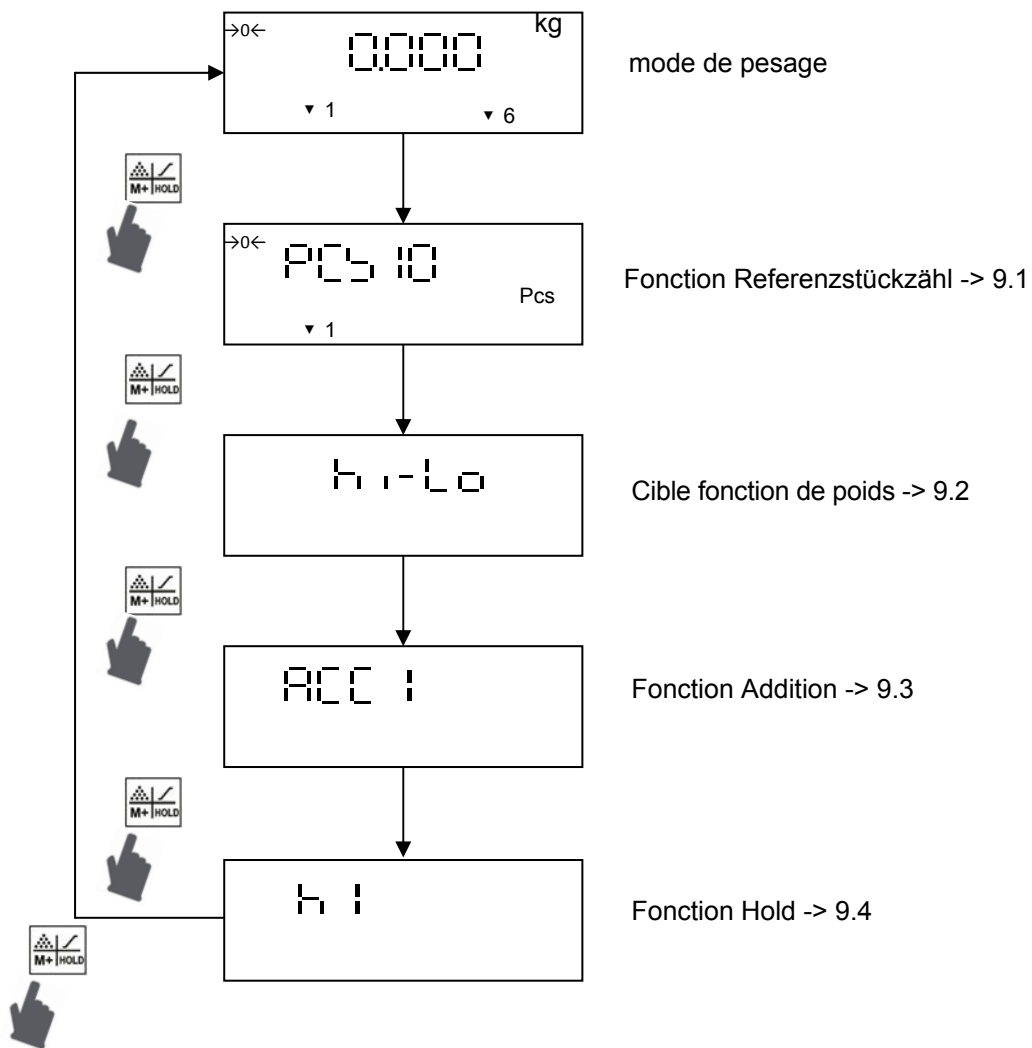 →0← kg
0.000
mode de pesage
▼ 1 ▼ 6
M+ HOLD
→0← PCS 10
Fonction Referenzstückzähl -> 9.1
Pcs
▼ 1
M+ HOLD
hi-Lo
Cible fonction de poids -> 9.2
M+ HOLD
ACC 1
Fonction Addition -> 9.3
M+ HOLD
h 1
Fonction Hold -> 9.4
M+ HOLD